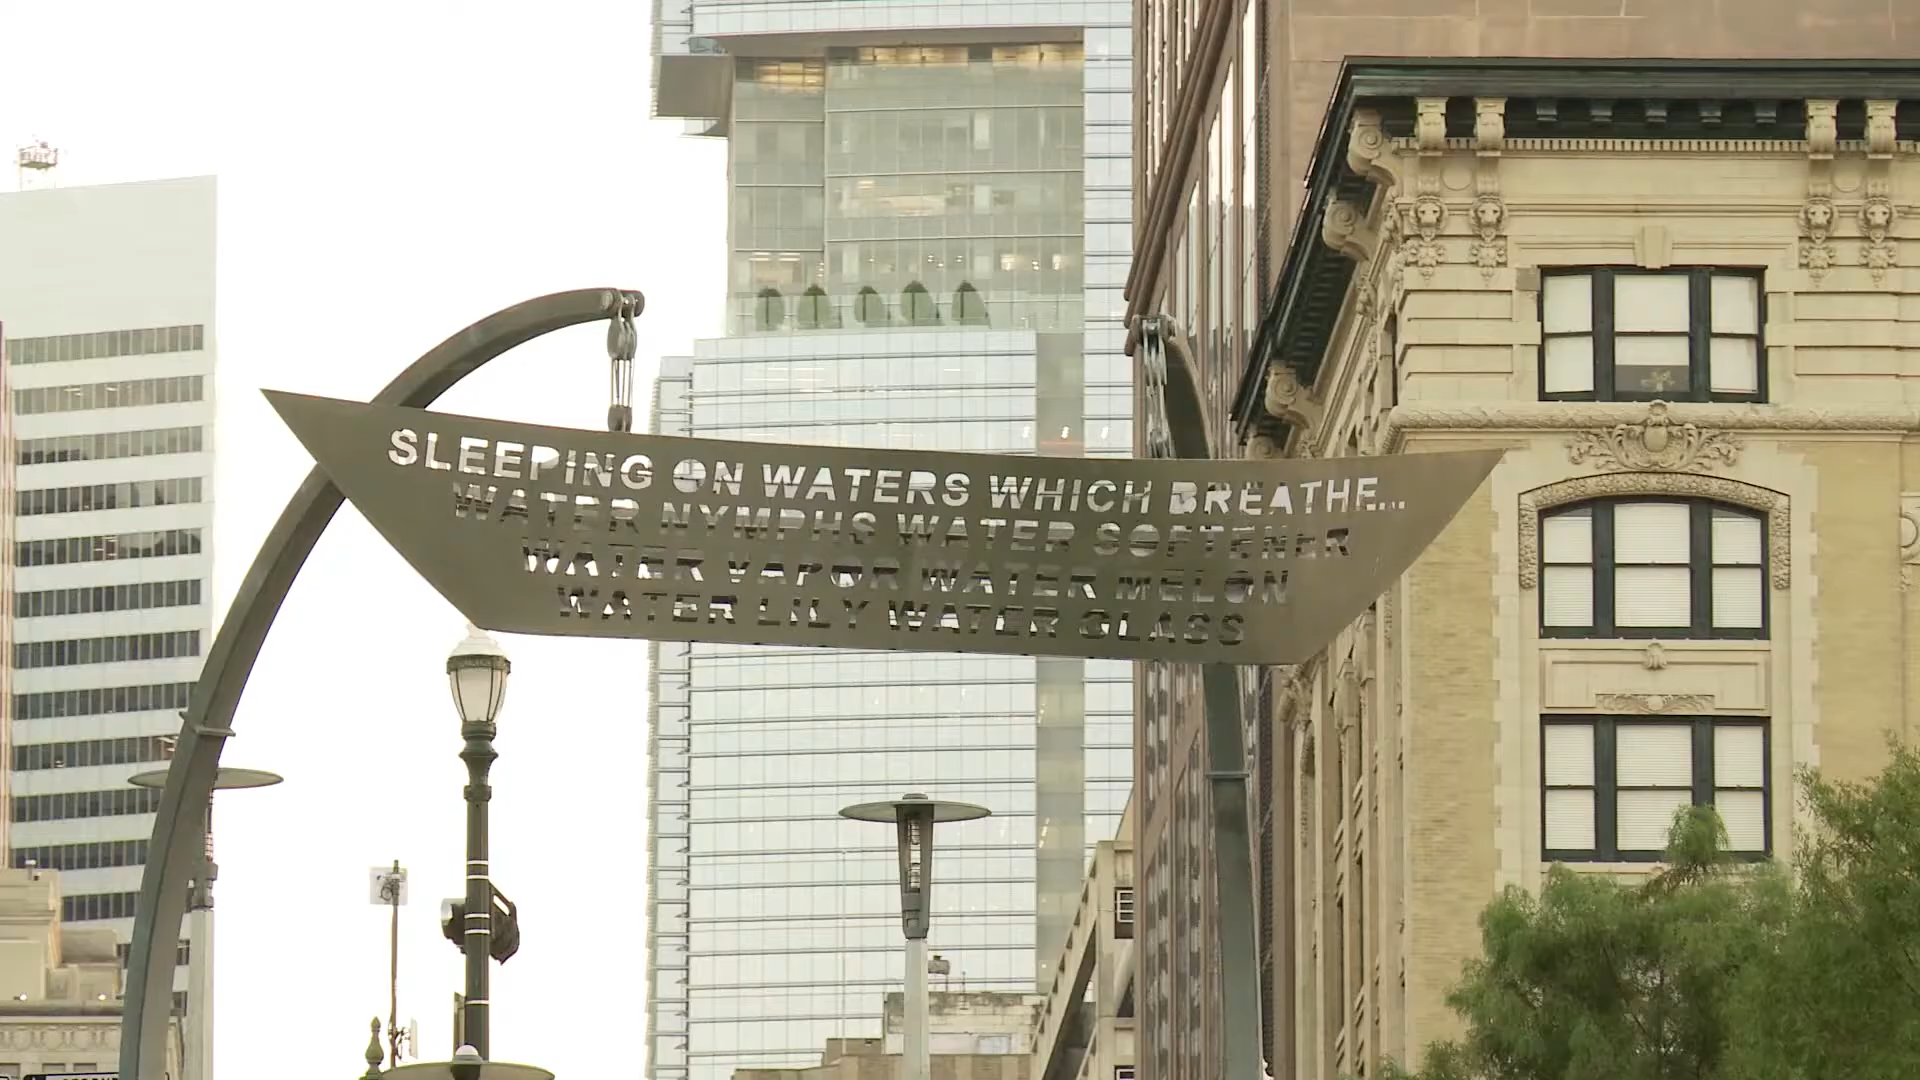 SLEEPING ON WATERS WHICH BREATHE...
WATER NYMPHS WATER SOFTENER
WATER VAPOR WATER MELON
WATER LILY WATER GLASS